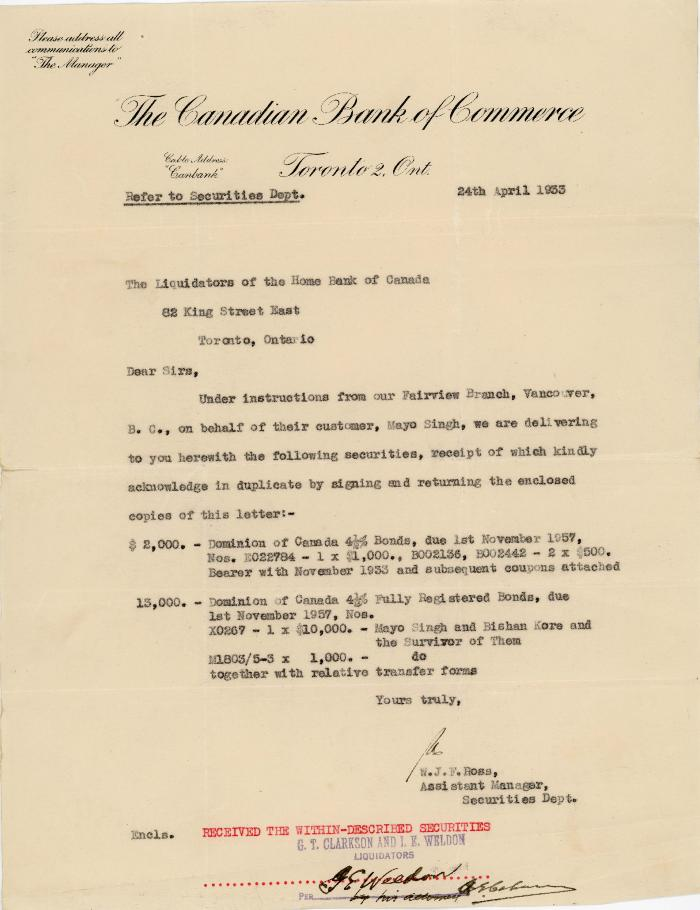 Please address all
communications to
"The Manager"
The Canadian Bank of Commerce
Cable Address:
"Canbank"
Toronto 2, Ont.
Refer to Securities Dept.
24th April 1933
The Liquidators of the Home Bank of Canada
82 King Street East
Toronto, Ontario
Dear Sirs,
Under instructions from our Fairview Branch, Vancouver,
B. C., on behalf of their customer, Mayo Singh, we are delivering
to you herewith the following securities, receipt of which kindly
acknowledge in duplicate by signing and returning the enclosed
copies of this letter:-
$ 2,000. - Dominion of Canada 4½% Bonds, due 1st November 1957,
Nos. E022784 - 1 x $1,000., B002136, B002442 - 2 x $500.
Bearer with November 1933 and subsequent coupons attached
13,000. - Dominion of Canada 4½% Fully Registered Bonds, due
1st November 1957, Nos.
X0267 - 1 x $10,000. - Mayo Singh and Bishan Kore and
the Survivor of Them
M1803/5-3 x 1,000. - do
together with relative transfer forms
Yours truly,
W.J.F.Ross,
Assistant Manager,
Securities Dept.
Encls.
RECEIVED THE WITHIN-DESCRIBED SECURITIES
G. T. CLARKSON AND I. E. WELDON
LIQUIDATORS
I E Weldon
PER
by his attorney